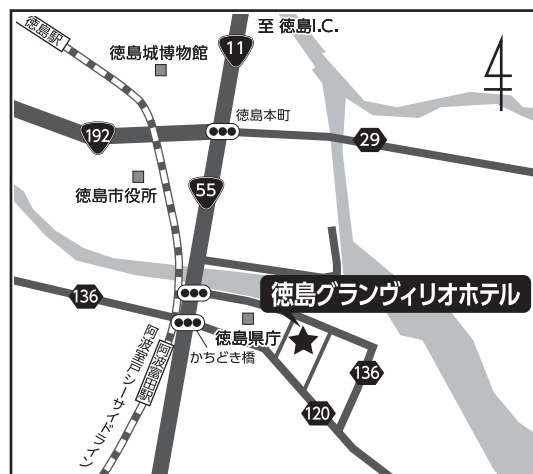 至 徳島I.C.
徳島駅
徳島城博物館
11
徳島本町
192
29
徳島市役所
55
徳島グランヴィリオホテル
136
徳島県庁
かちどき橋
阿波富田駅
阿波室戸シーサイドライン
136
120